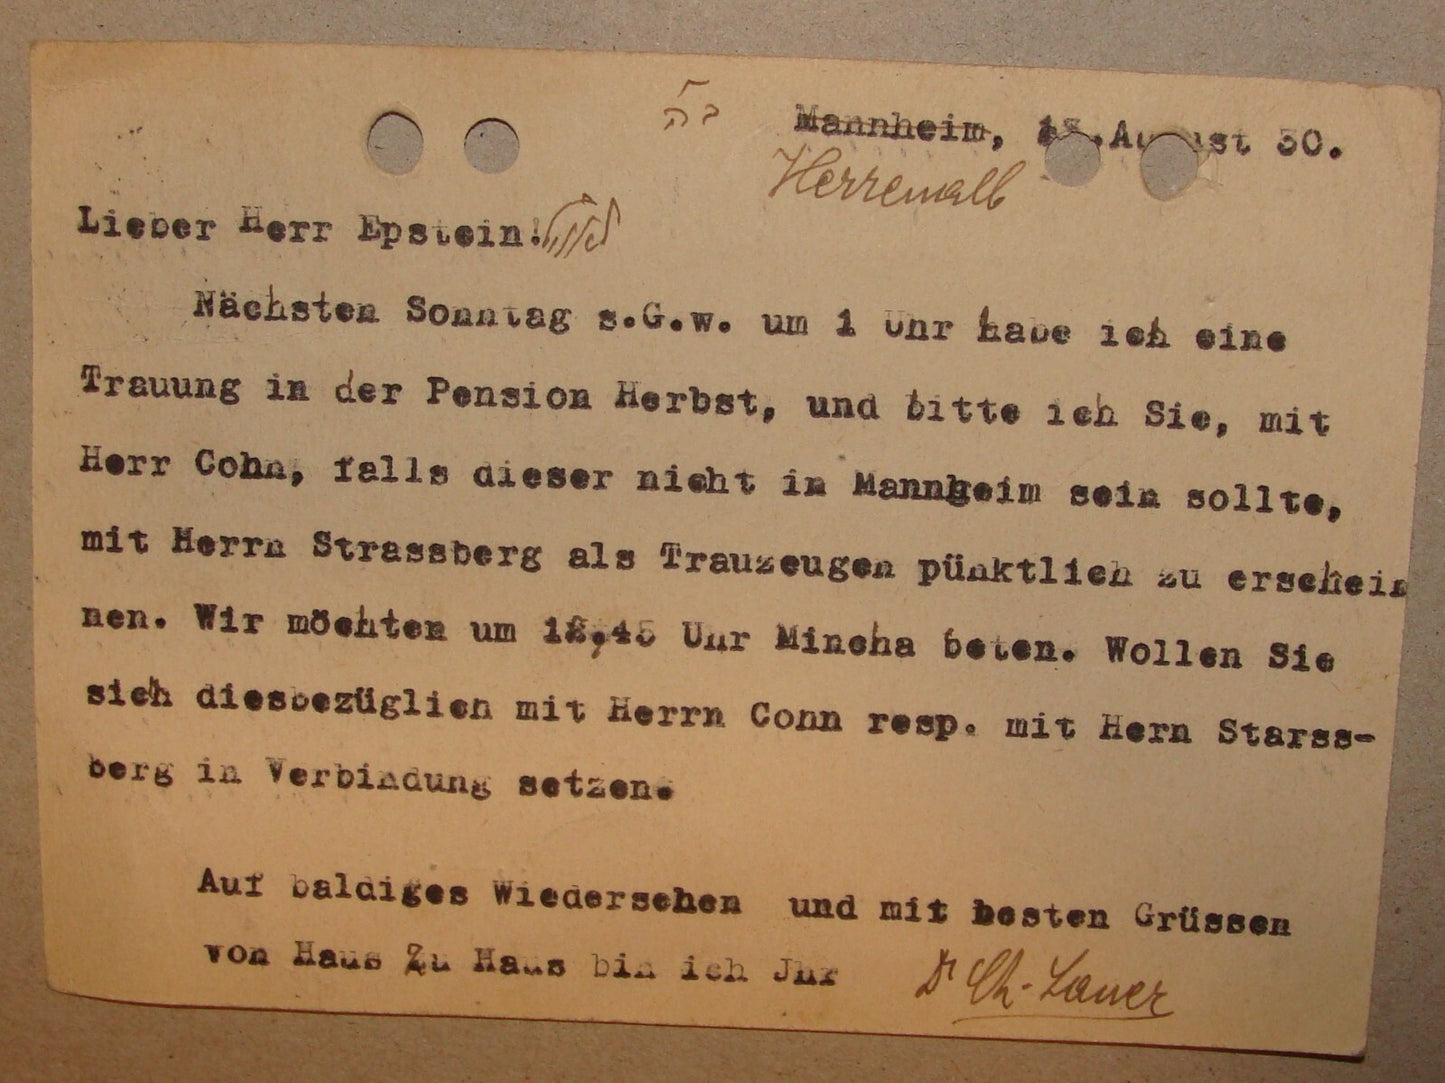 ב״ה
Mannheim, .August 30.
Herrenalb
Lieber Herr Epstein!
Nächsten Sonntag s.G.w. um 1 Uhr habe ich eine
Trauung in der Pension Herbst, und bitte ich Sie, mit
Herr Cohn, falls dieser nicht in Mannheim sein sollte,
mit Herrn Strassberg als Trauzeugen pünktlich zu erschein
nen. Wir möchten um 12,45 Uhr Mincha beten. Wollen Sie
sich diesbezüglich mit Herrn Conn resp. mit Hern Starss-
berg in Verbindung setzen.
Auf baldiges Wiedersehen und mit besten Grüssen
von Haus Zu Haus bin ich Jhr
Dr Ch. Lauer